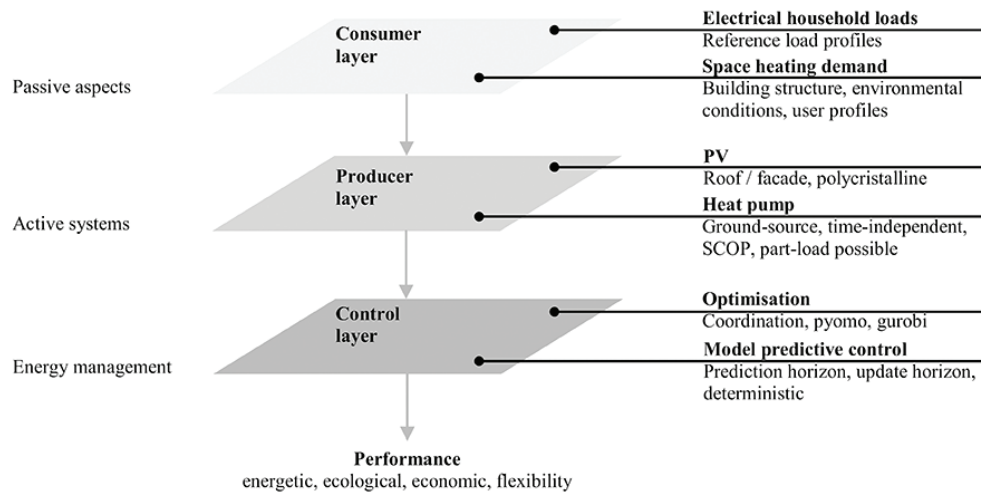 Consumer
layer
Electrical household loads
Reference load profiles
Space heating demand
Building structure, environmental
conditions, user profiles
Passive aspects
Producer
layer
PV
Roof / facade, polycristalline
Heat pump
Ground-source, time-independent,
SCOP, part-load possible
Active systems
Control
layer
Optimisation
Coordination, pyomo, gurobi
Model predictive control
Prediction horizon, update horizon,
deterministic
Energy management
Performance
energetic, ecological, economic, flexibility